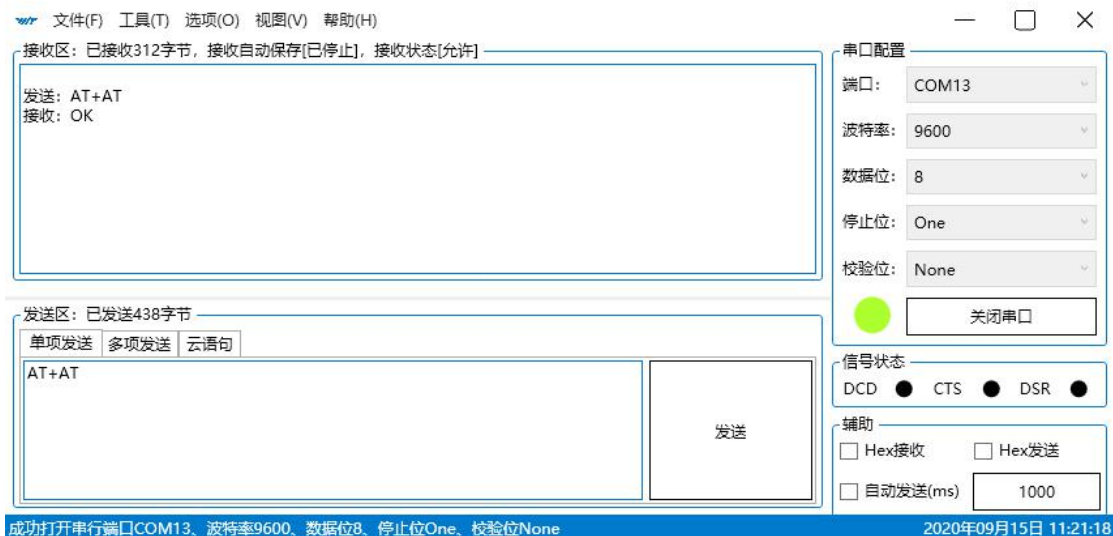 文件(F) 工具(T) 选项(O) 视图(V) 帮助(H)
接收区：已接收312字节，接收自动保存[已停止]，接收状态[允许]
发送：AT+AT
接收：OK
发送区：已发送438字节
单项发送 多项发送 云语句
AT+AT
发送
串口配置
端口： COM13
波特率： 9600
数据位： 8
停止位： One
校验位： None
关闭串口
信号状态
DCD CTS DSR
辅助
Hex接收 Hex发送
自动发送(ms) 1000
成功打开串行端口COM13、波特率9600、数据位8、停止位One、校验位None 2020年09月15日 11:21:18